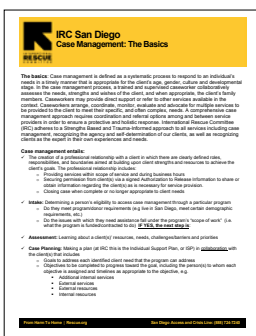 RESCUE
COMMITTEE
IRC San Diego
Case Management: The Basics
The basics: Case management is defined as a systematic process to respond to an individual's
needs in a timely manner that is appropriate for the client's age, gender, culture and developmental
stage. In the case management process, a trained and supervised caseworker collaboratively
assesses the needs, strengths and wishes of the client, and when appropriate, the client's family
members. Caseworkers may provide direct support or refer to other services available in the
context. Caseworkers arrange, coordinate, monitor, evaluate and advocate for multiple services to
be provided to the client to meet their specific, and often complex, needs. A comprehensive case
management approach requires coordination and referral options among and between service
providers in order to ensure a protective and holistic response. International Rescue Committee
(IRC) adheres to a Strengths Based and Trauma-Informed approach to all services including case
management, recognizing the agency and self-determination of our clients, as well as recognizing
clients as the expert in their own experiences and needs.
Case management entails:
✓ The creation of a professional relationship with a client in which there are clearly defined roles,
responsibilities, and boundaries aimed at building upon client strengths and resources to achieve the
client's goals. The professional relationship includes:
o Providing services within scope of service and during business hours
o Securing permission from client(s) via a signed Authorization to Release Information to share or
obtain information regarding the client(s) as is necessary for service provision.
o Closing case when complete or no longer appropriate to client needs
✓ Intake: Determining a person's eligibility to access case management through a particular program
o Do they meet program/donor requirements (e.g. live in San Diego, meet certain demographic
requirements, etc.)
o Do the issues with which they need assistance fall under the program's "scope of work" (i.e.
what the program is funded/contracted to do) IF YES, the next step is:
✓ Assessment: Learning about a client(s)' resources, needs, challenges/barriers and priorities
✓ Case Planning: Making a plan (at IRC this is the Individual Support Plan, or ISP) in collaboration with
the client(s) that includes
o Goals to address each identified client need that the program can address
o Objectives to be completed to progress toward the goal, including the person(s) to whom each
objective is assigned and timelines as appropriate to the objective, e.g.
▪ Additional internal services
▪ External services
▪ External resources
▪ Internal resources
From Harm To Home | Rescue.org
San Diego Access and Crisis Line: (888) 724-7240